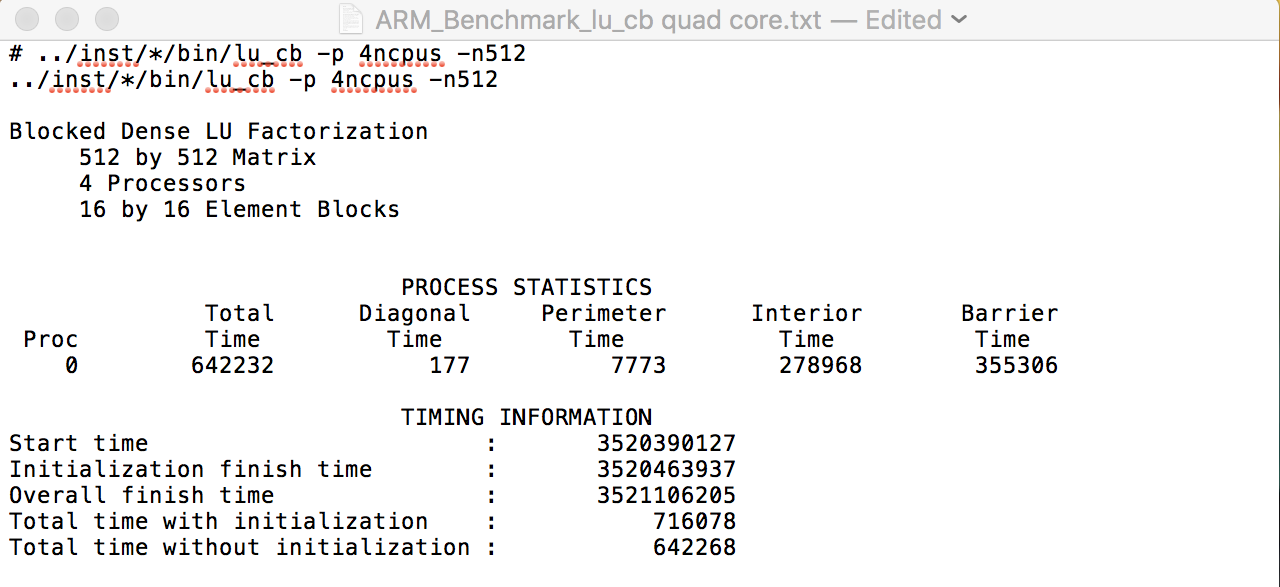 ARM_Benchmark_lu_cb quad core.txt — Edited
# ../inst/*/bin/lu_cb -p 4ncpus -n512
../inst/*/bin/lu_cb -p 4ncpus -n512
Blocked Dense LU Factorization
512 by 512 Matrix
4 Processors
16 by 16 Element Blocks
PROCESS STATISTICS
Total Diagonal Perimeter Interior Barrier
Proc Time Time Time Time Time
0 642232 177 7773 278968 355306
TIMING INFORMATION
Start time : 3520390127
Initialization finish time : 3520463937
Overall finish time : 3521106205
Total time with initialization : 716078
Total time without initialization : 642268